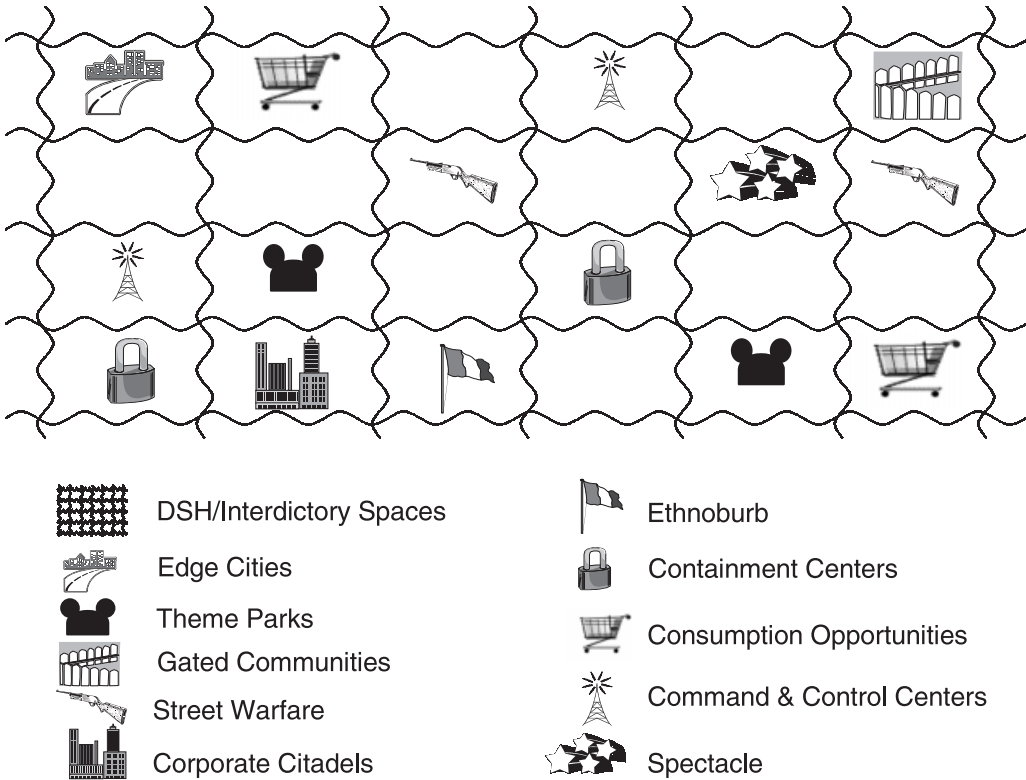 DSH/Interdictory Spaces
Edge Cities
Theme Parks
Gated Communities
Street Warfare
Corporate Citadels
Ethnoburb
Containment Centers
Consumption Opportunities
Command & Control Centers
Spectacle